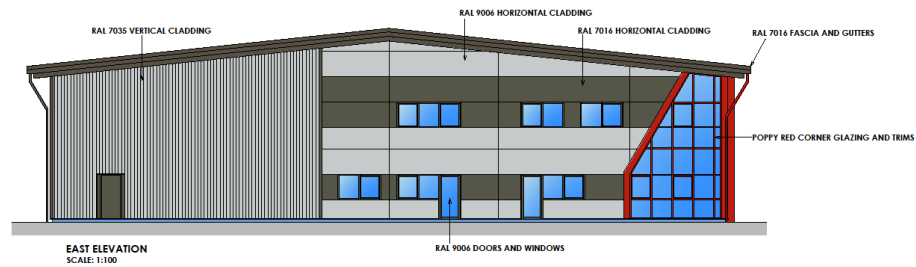 RAL 9006 HORIZONTAL CLADDING
RAL 7035 VERTICAL CLADDING
RAL 7016 HORIZONTAL CLADDING
RAL 7016 FASCIA AND GUTTERS
POPPY RED CORNER GLAZING AND TRIMS
RAL 9006 DOORS AND WINDOWS
EAST ELEVATION
SCALE: 1:100